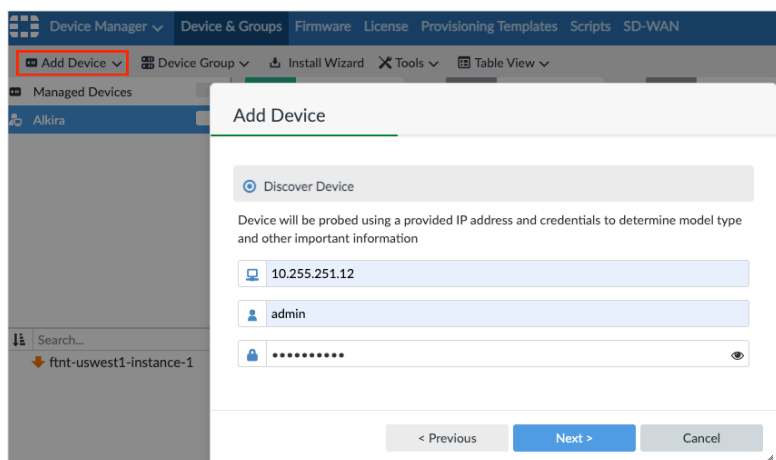 Device Manager Device & Groups Firmware License Provisioning Templates Scripts SD-WAN
Add Device Device Group Install Wizard Tools Table View
Managed Devices
Alkira
Add Device
Discover Device
Device will be probed using a provided IP address and credentials to determine model type
and other important information
10.255.251.12
admin
••••••••••
Search...
ftnt-uswest1-instance-1
< Previous Next > Cancel